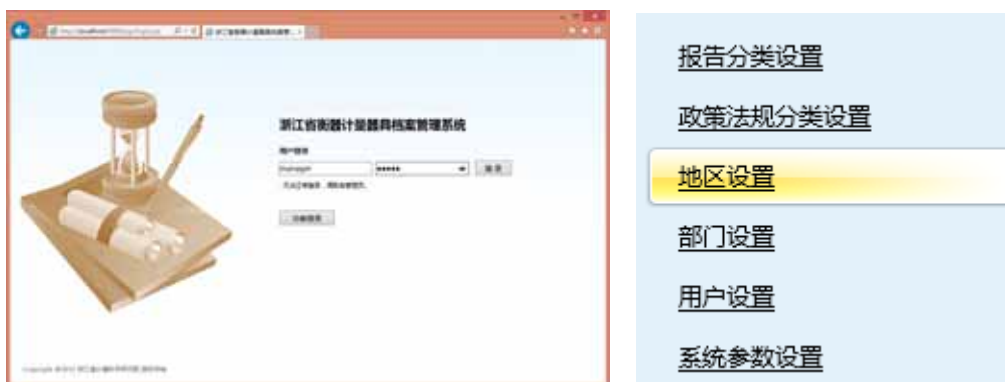 浙江省衡器计量器具档案管理系统
用户登录
manager
登录
报告分类设置
政策法规分类设置
地区设置
部门设置
用户设置
系统参数设置